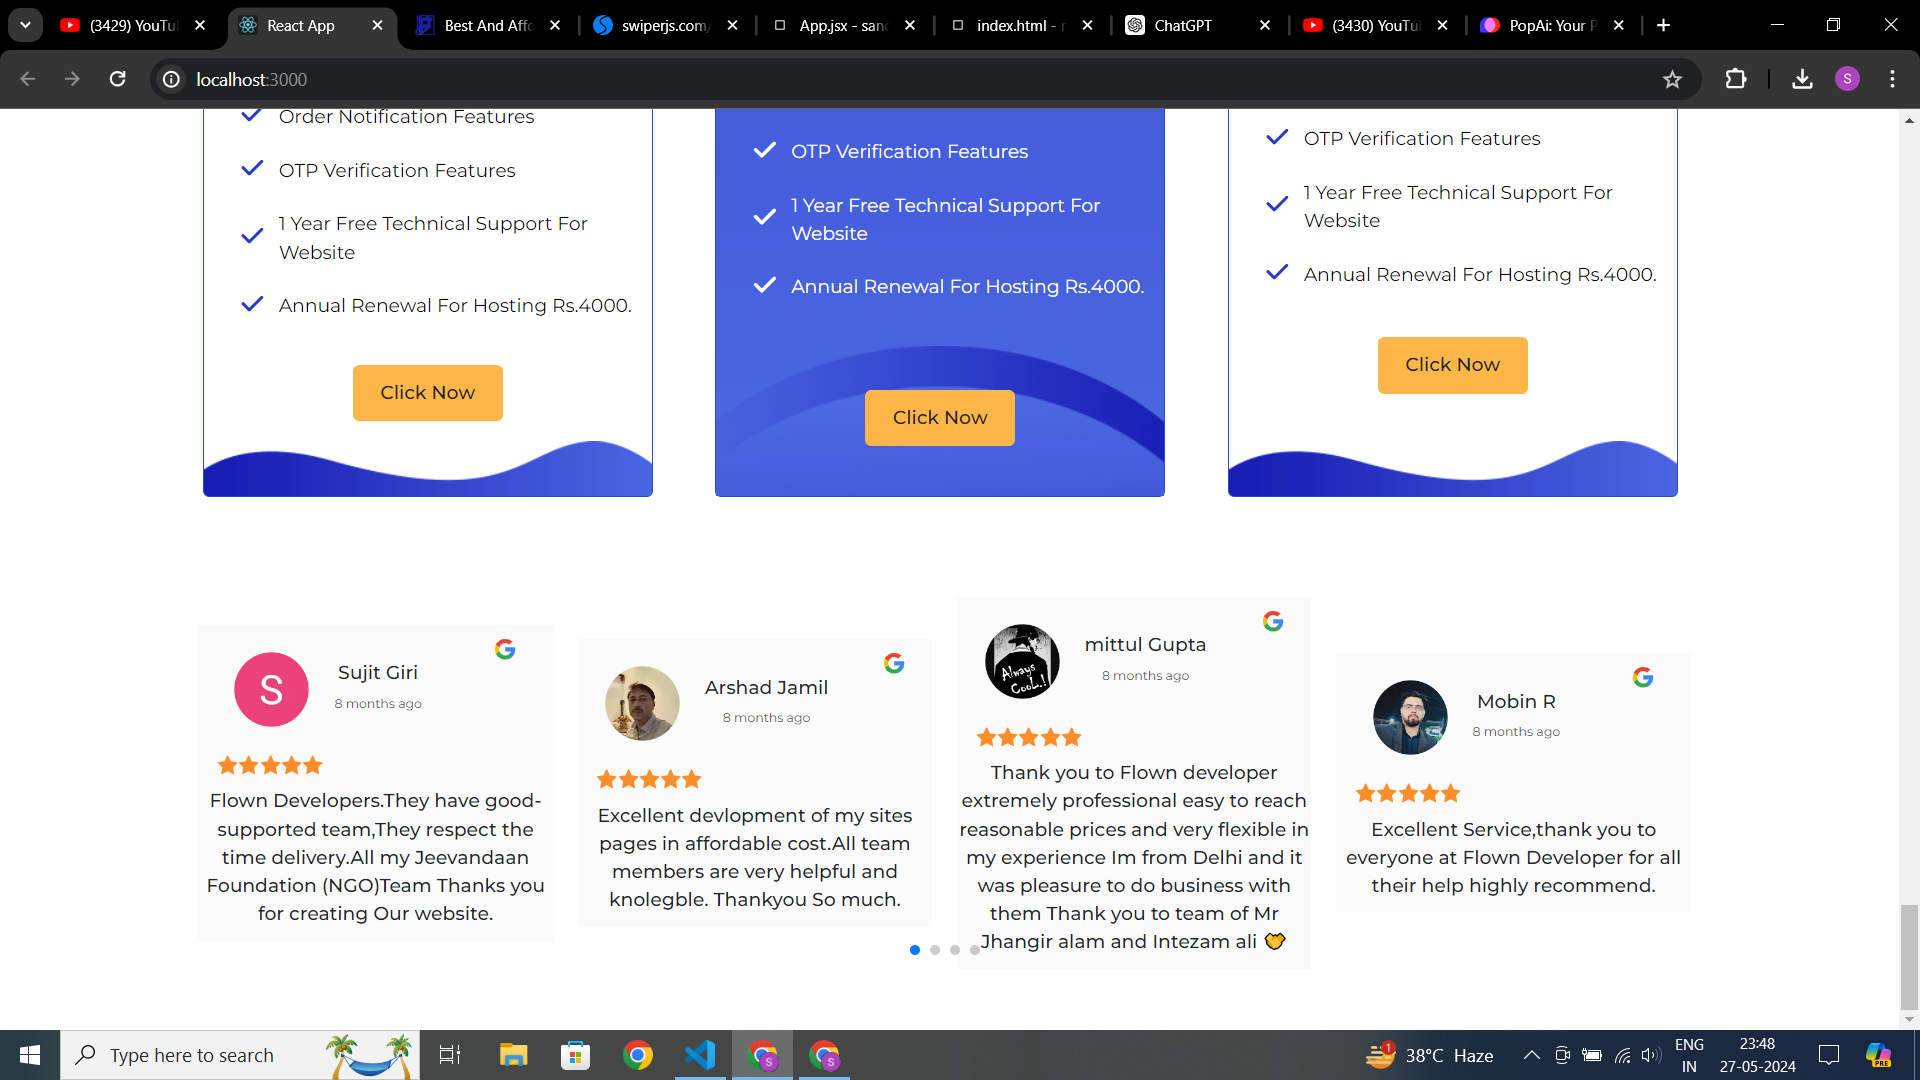 (3429) YouTu
React App
Best And Affo
swiperjs.com/
App.jsx - san
index.html - r
ChatGPT
(3430) YouTu
PopAi: Your P
localhost:3000
S
Order Notification Features
OTP Verification Features
1 Year Free Technical Support For
Website
Annual Renewal For Hosting Rs.4000.
Click Now
OTP Verification Features
1 Year Free Technical Support For
Website
Annual Renewal For Hosting Rs.4000.
Click Now
OTP Verification Features
1 Year Free Technical Support For
Website
Annual Renewal For Hosting Rs.4000.
Click Now
S
Sujit Giri
8 months ago
Flown Developers.They have good-
supported team,They respect the
time delivery.All my Jeevandaan
Foundation (NGO)Team Thanks you
for creating Our website.
Arshad Jamil
8 months ago
Excellent devlopment of my sites
pages in affordable cost.All team
members are very helpful and
knolegble. Thankyou So much.
Always
Cool..!
mittul Gupta
8 months ago
Thank you to Flown developer
extremely professional easy to reach
reasonable prices and very flexible in
my experience Im from Delhi and it
was pleasure to do business with
them Thank you to team of Mr
Jhangir alam and Intezam ali 🤝
Mobin R
8 months ago
Excellent Service,thank you to
everyone at Flown Developer for all
their help highly recommend.
Type here to search
S
S
1
38°C Haze
ENG
IN
23:48
27-05-2024
PRE